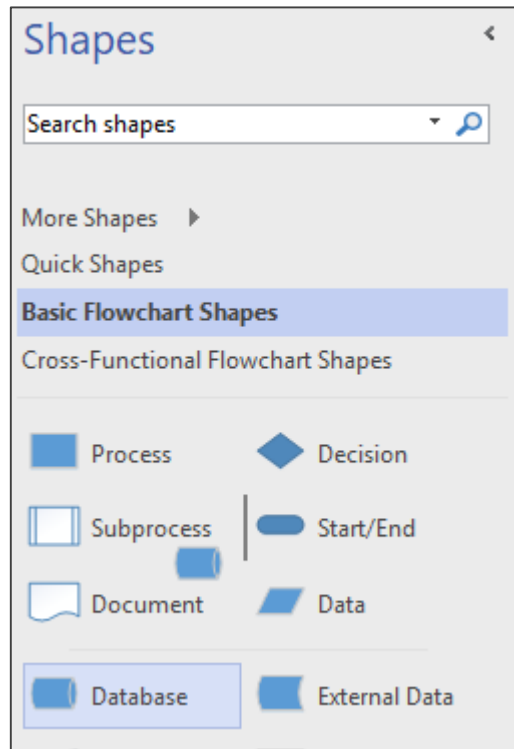 Shapes
Search shapes
More Shapes
Quick Shapes
Basic Flowchart Shapes
Cross-Functional Flowchart Shapes
Process Decision
Subprocess Start/End
Document Data
Database External Data